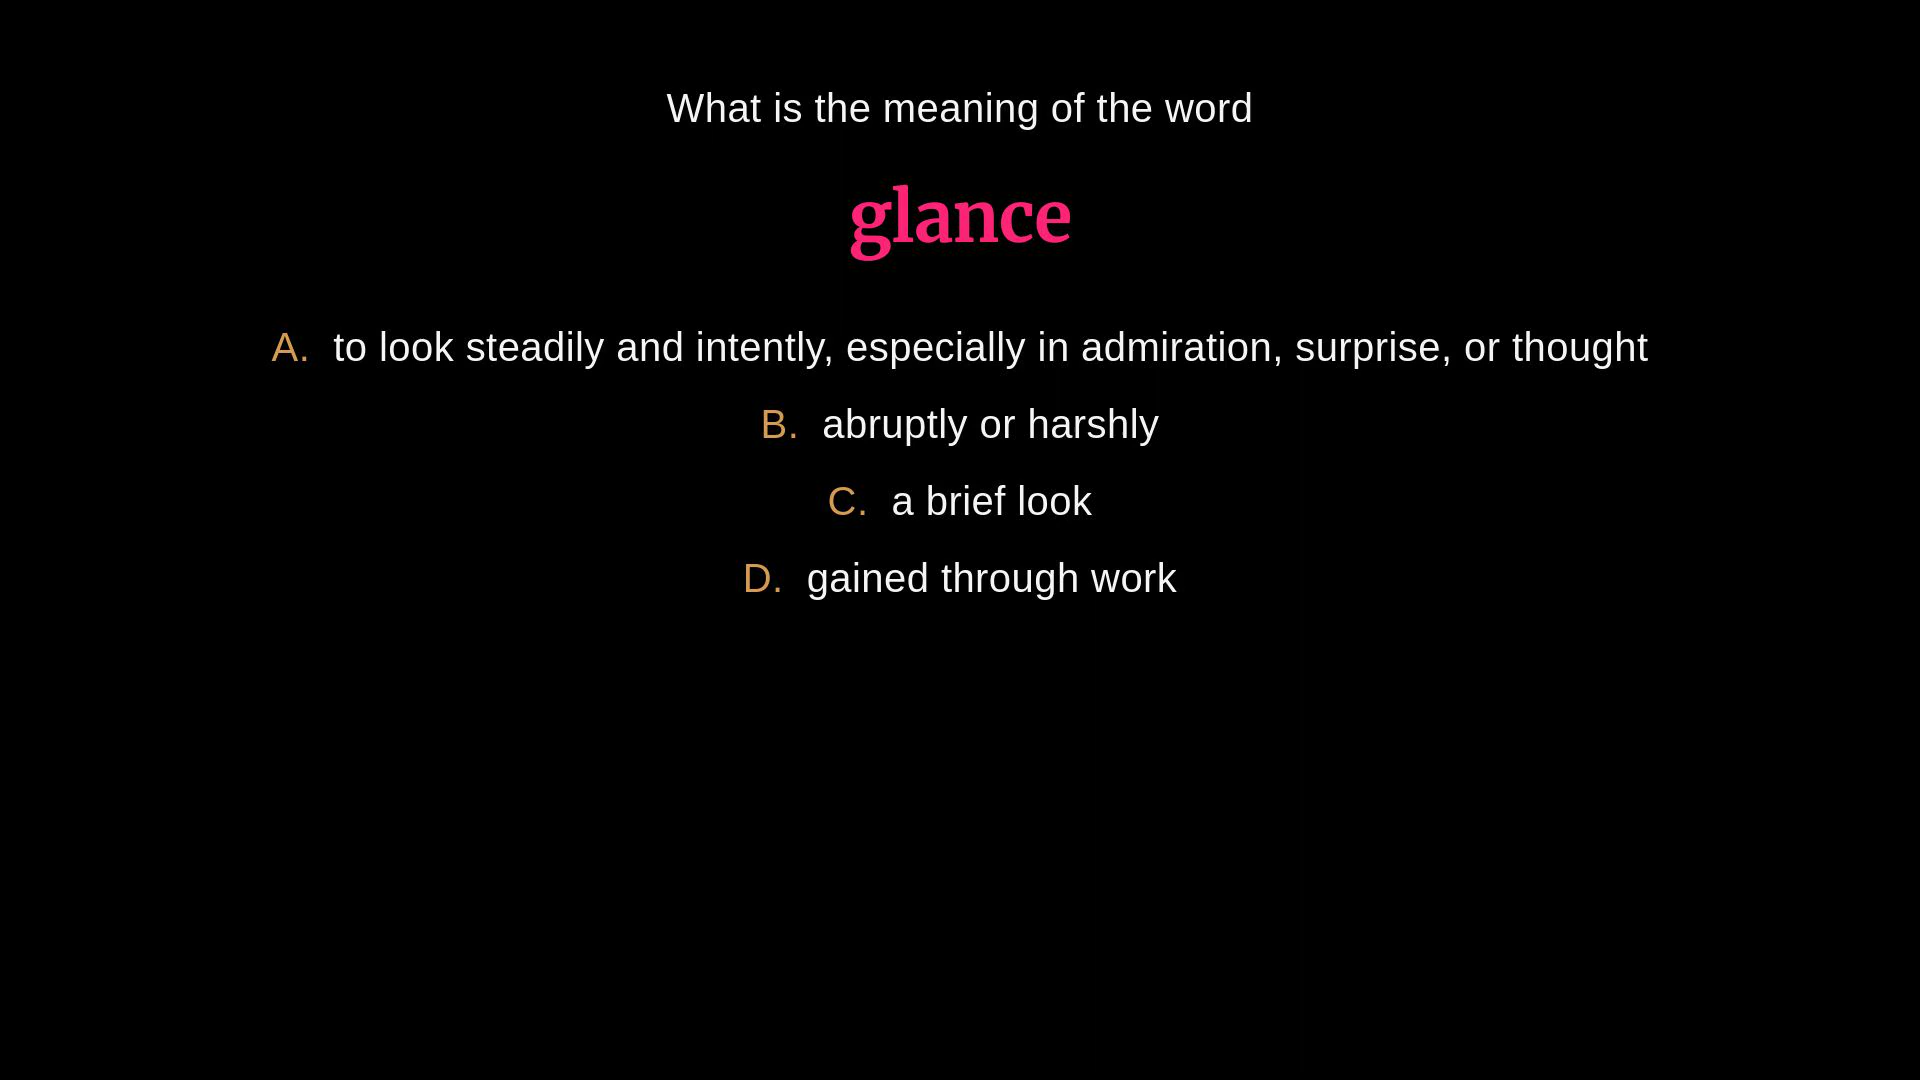 What is the meaning of the word
glance
A. to look steadily and intently, especially in admiration, surprise, or thought
B. abruptly or harshly
C. a brief look
D. gained through work